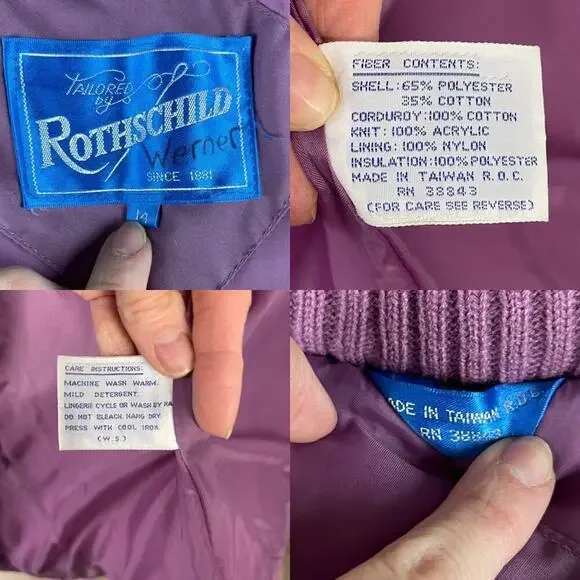 TAILORED
by
ROTHSCHILD
Werner
SINCE 1881
14
FIBER CONTENTS:
SHELL: 65% POLYESTER
35% COTTON
CORDUROY: 100% COTTON
KNIT: 100% ACRYLIC
LINING: 100% NYLON
INSULATION: 100% POLYESTER
MADE IN TAIWAN R.O.C.
RN 38843
(FOR CARE SEE REVERSE)
CARE INSTRUCTIONS:
MACHINE WASH WARM.
MILD DETERGENT.
LINGERIE CYCLE OR WASH BY HA
DO NOT BLEACH. HANG DRY.
PRESS WITH COOL IRON.
(W.S.)
ADE IN TAIWAN R.O.C.
RN 38843